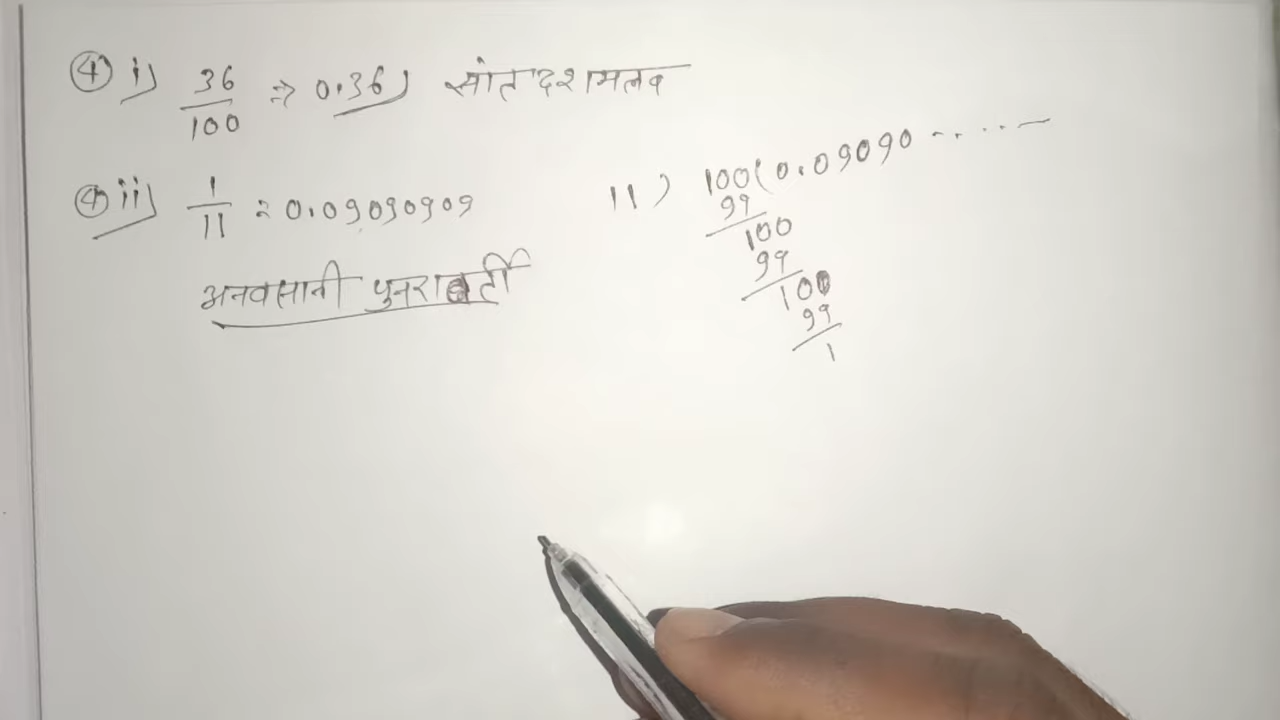 ④ i) 36/100 ⇒ 0.36) सांत दशमलव
④ ii) 1/11 = 0.09090909
अनवसानी पुनरावर्ती
11) 100(0.09090 ......
99
100
99
100
99
1